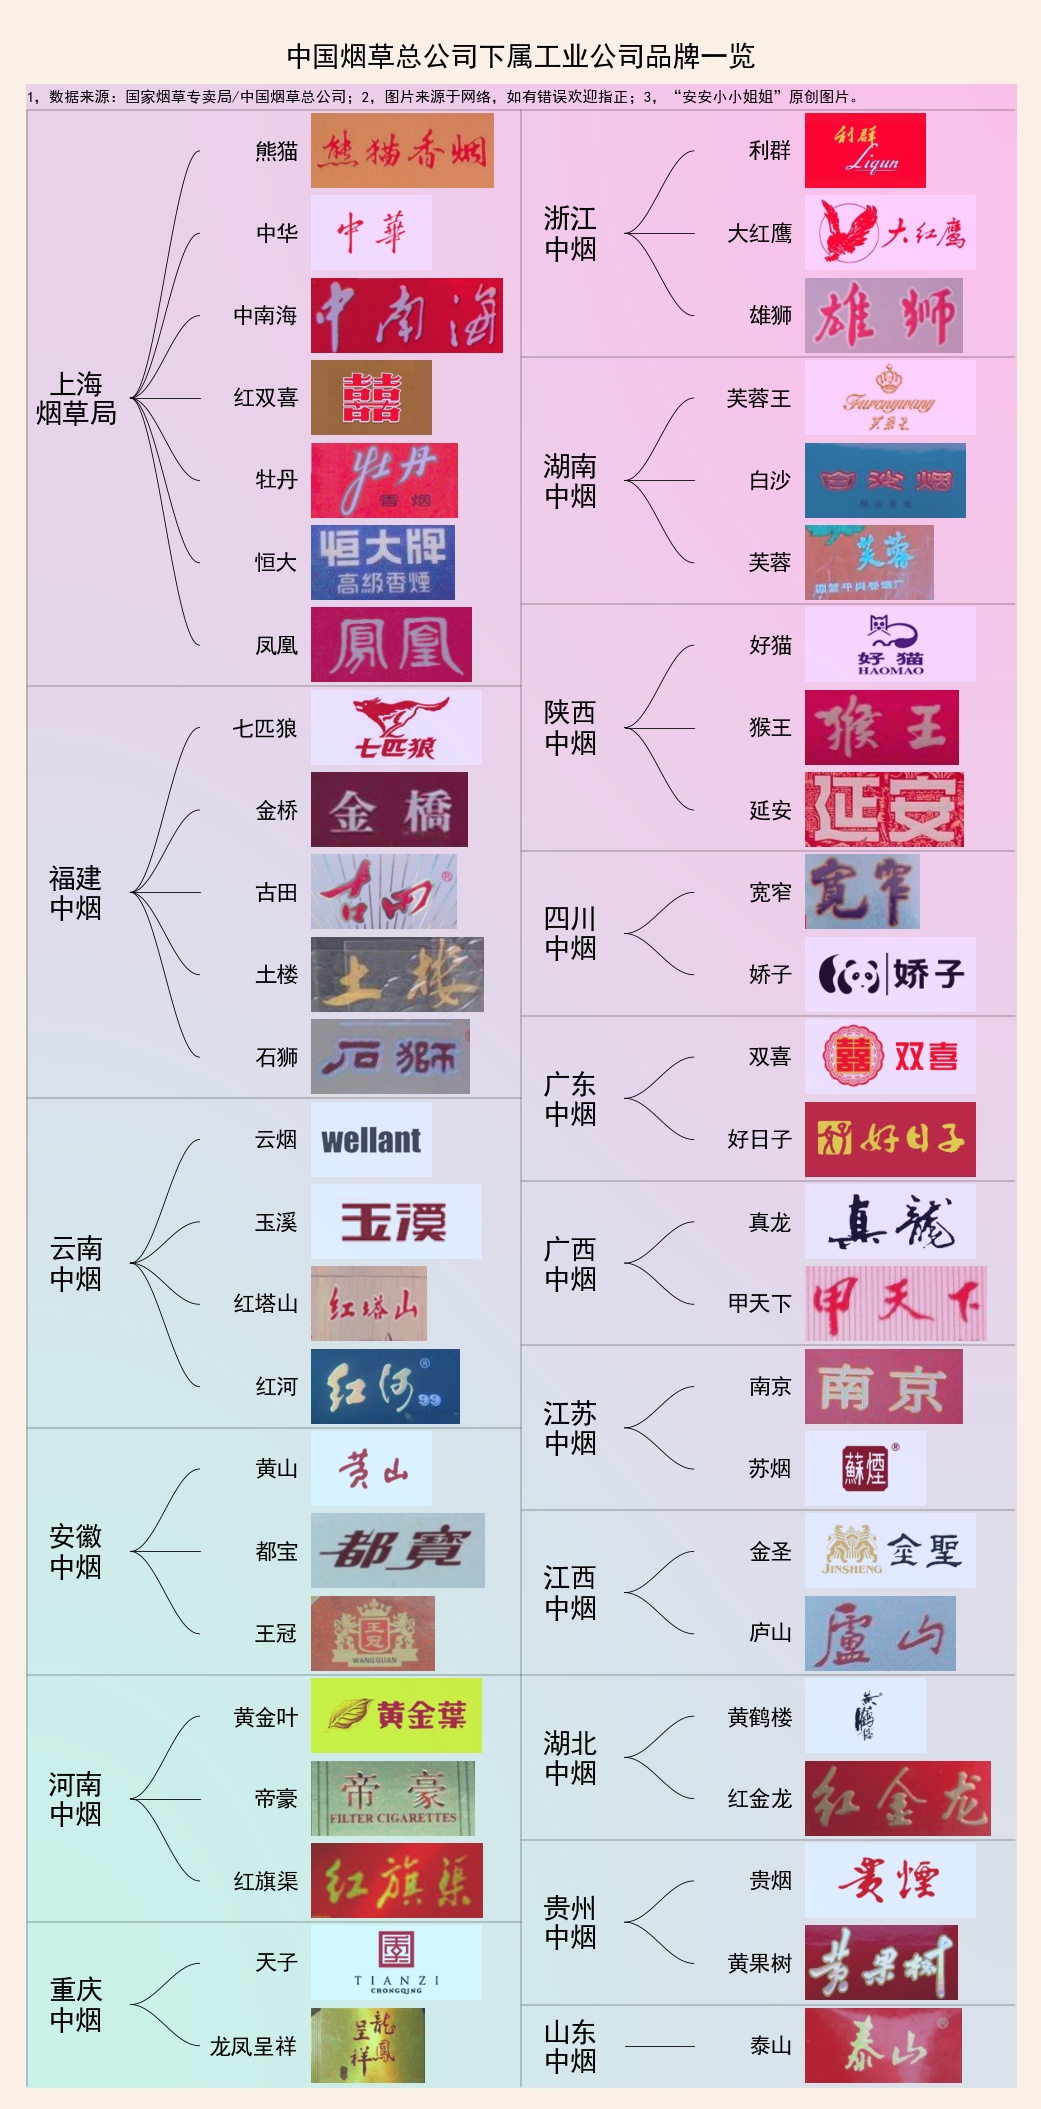 中国烟草总公司下属工业公司品牌一览
1，数据来源：国家烟草专卖局/中国烟草总公司；2，图片来源于网络，如有错误欢迎指正；3，“安安小小姐姐”原创图片。
上海
烟草局
熊猫
熊猫香烟
中华
中華
中南海
中南海
红双喜
囍
牡丹
牡丹
香烟
恒大
恒大牌
高級香煙
凤凰
鳳凰
福建
中烟
七匹狼
七匹狼
金桥
金橋
古田
古田®
土楼
土楼
石狮
石獅
云南
中烟
云烟
wellant
玉溪
玉溪
红塔山
红塔山
红河
红河®
99
安徽
中烟
黄山
黄山
都宝
都寳
王冠
王冠
WANGGUAN
河南
中烟
黄金叶
黄金葉
帝豪
帝豪
FILTER CIGARETTES
红旗渠
红旗渠
重庆
中烟
天子
TIANZI
CHONGQING
龙凤呈祥
龍鳳
呈祥
浙江
中烟
利群
利群
Liqun
大红鹰
大红鹰
雄狮
雄狮
湖南
中烟
芙蓉王
Furongwang
芙蓉王
白沙
白沙烟
芙蓉
芙蓉
陕西
中烟
好猫
好猫
HAOMAO
猴王
猴王
延安
延安
四川
中烟
宽窄
寛窄
娇子
娇子
广东
中烟
双喜
囍 双喜
好日子
好日子
广西
中烟
真龙
真龍
甲天下
甲天下
江苏
中烟
南京
南京
苏烟
蘇煙®
江西
中烟
金圣
JINSHENG
金聖
庐山
廬山
湖北
中烟
黄鹤楼
黄鹤楼
红金龙
红金龙
贵州
中烟
贵烟
贵煙
黄果树
黄果树
山东
中烟
泰山
泰山®